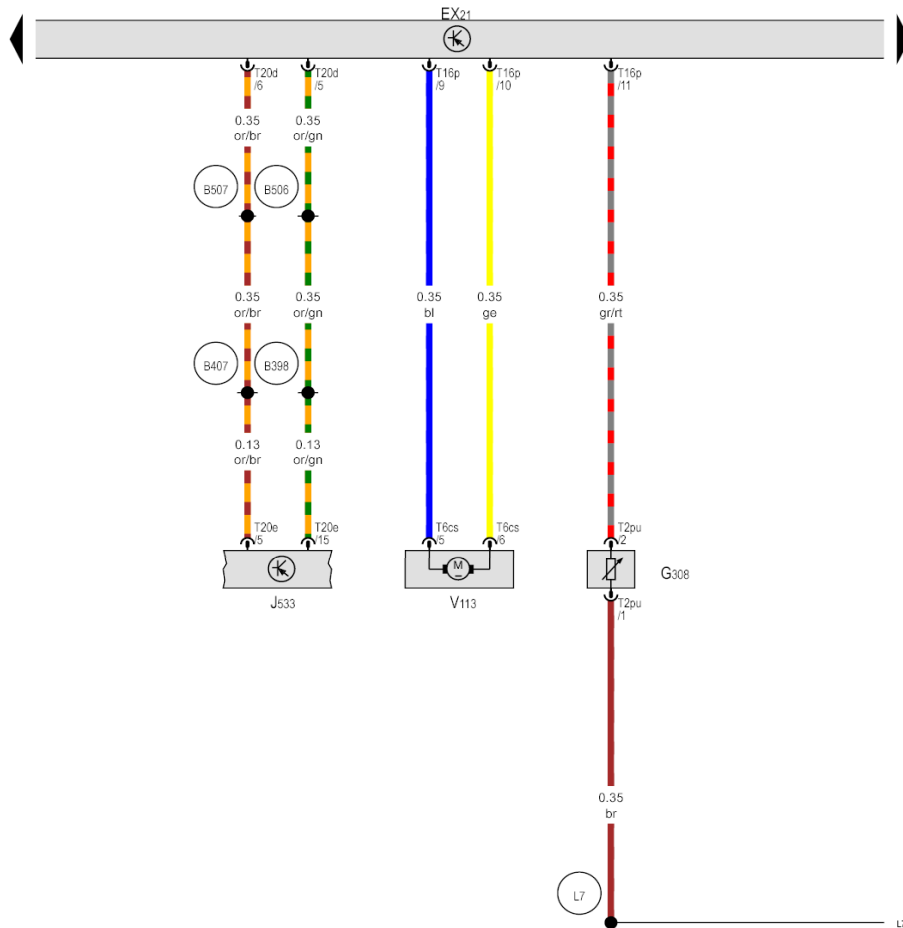 EX21
T20d
/6
T20d
/5
T16p
/9
T16p
/10
T16p
/11
0.35
or/br
0.35
or/gn
B507
B506
0.35
or/br
0.35
or/gn
0.35
bl
0.35
ge
0.35
gr/rt
B407
B398
0.13
or/br
0.13
or/gn
T20e
/5
T20e
/15
T6cs
/5
T6cs
/6
T2pu
/2
M
J533
V113
G308
T2pu
/1
0.35
br
L7